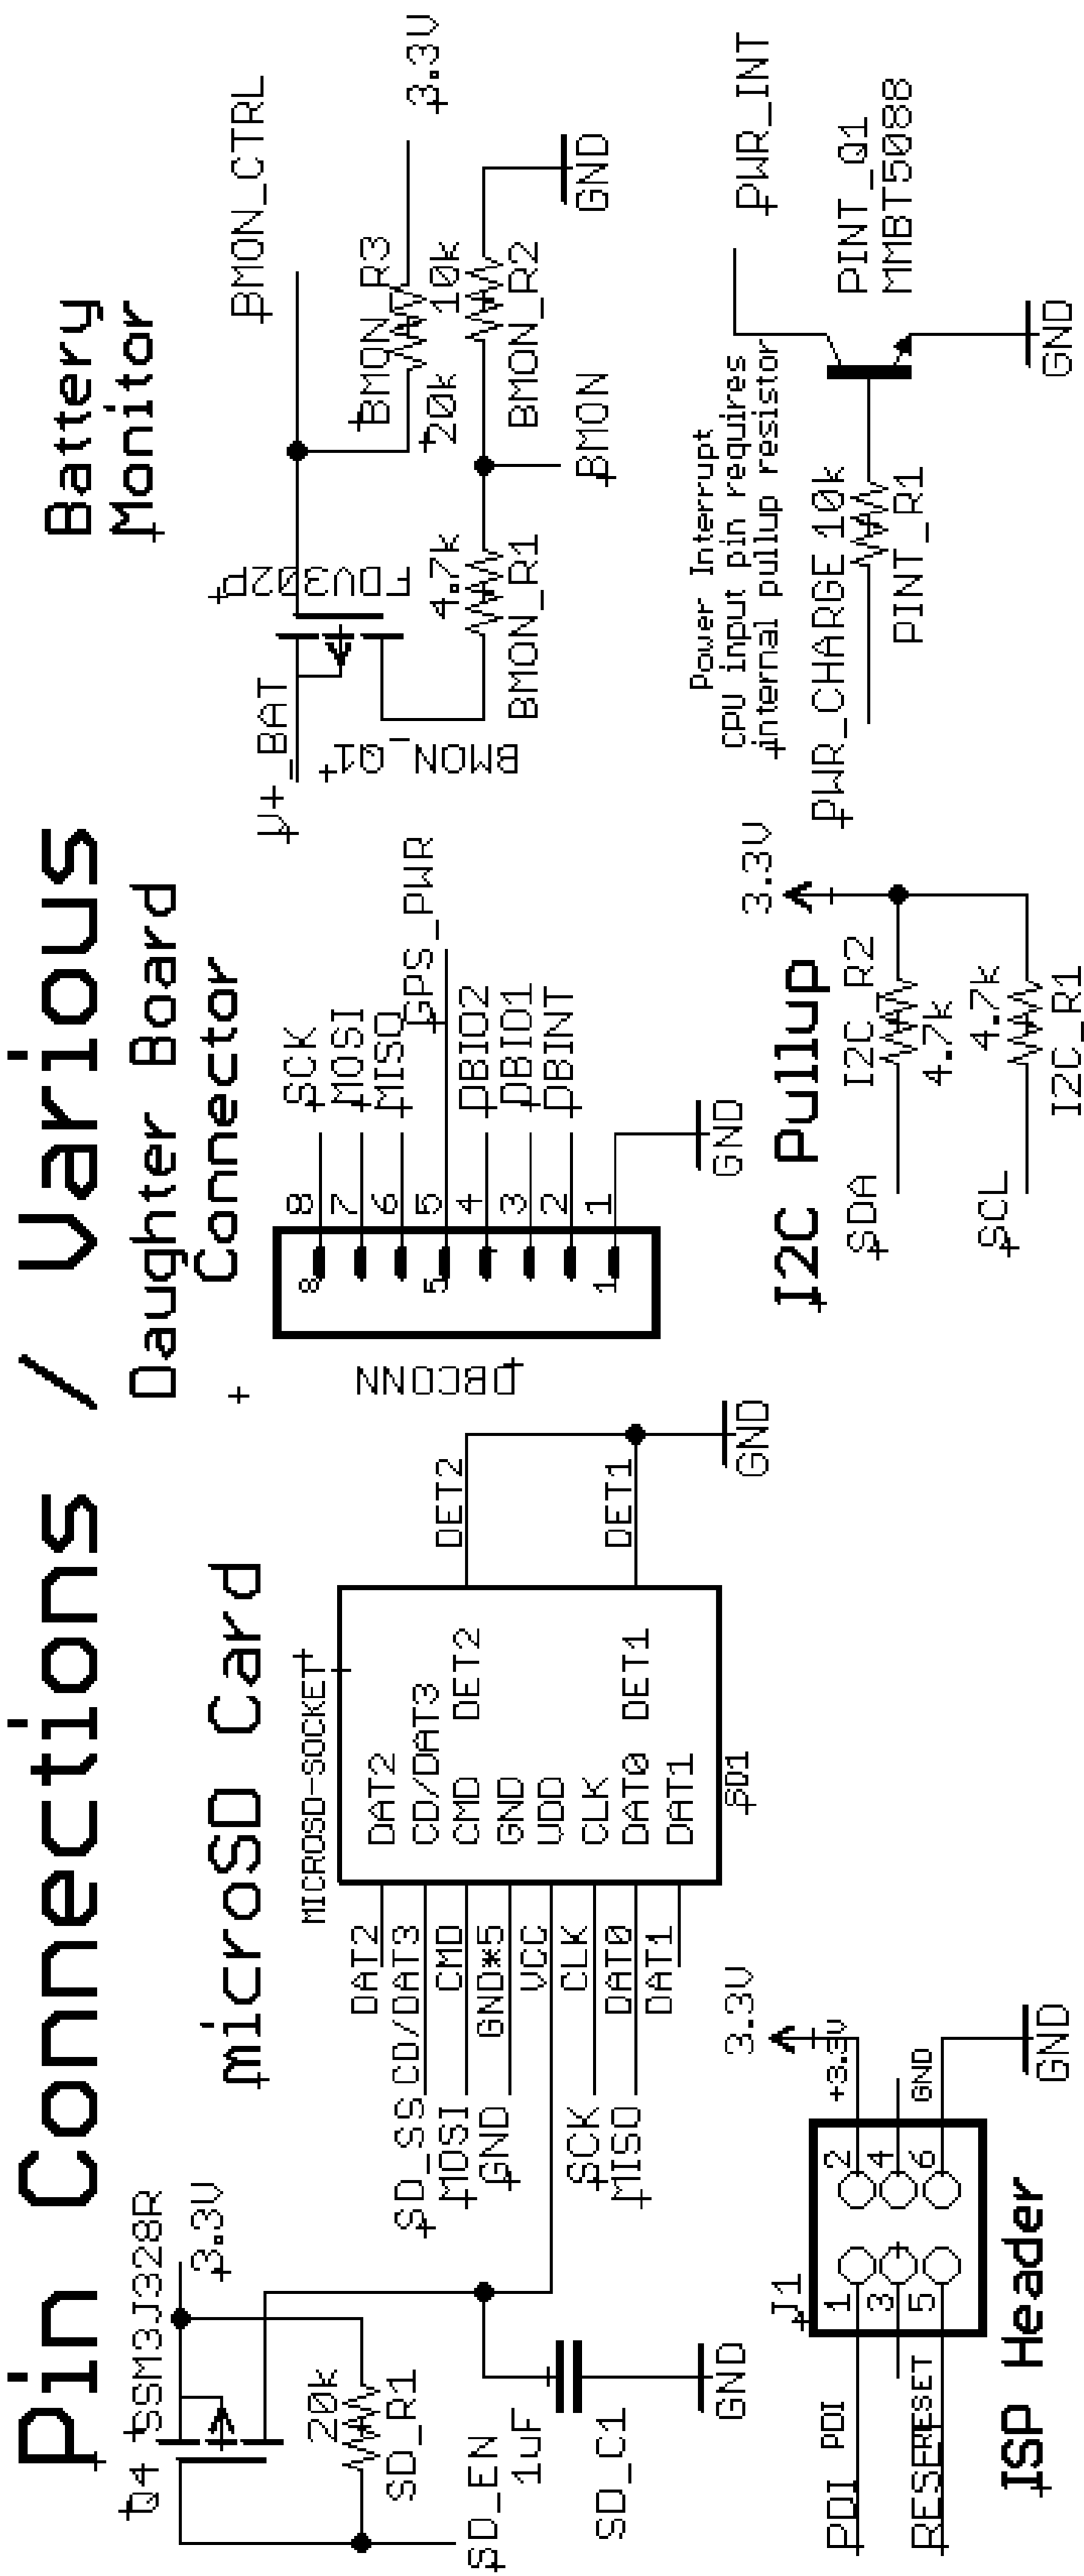 Pin Connections / Various
microSD Card
Q4
SSM3J328R
3.3V
20k
SD_R1
SD_EN
1uF
SD_C1
GND
MICROSD-SOCKET
DAT2
CD/DAT3
CMD
GND*5
VCC
CLK
DAT0
DAT1
SD_SS
MOSI
GND
SCK
MISO
DAT2
CD/DAT3
CMD
GND
VDD
CLK
DAT0
DAT1
DET2
DET1
DET2
DET1
SD1
GND
Daughter Board
Connector
DBCONN
8
5
1
8
7
6
5
4
3
2
1
SCK
MOSI
MISO
GPS_PWR
DBIO2
DBIO1
DBINT
GND
Battery
Monitor
V+_BAT
BMON_Q1
FDV302P
BMON_CTRL
BMON_R3
20k
3.3V
4.7k
BMON_R1
10k
BMON_R2
BMON
GND
ISP Header
J1
PDI
PDI
RESET
RESET
1
3
5
2
4
6
+3.3V
GND
3.3V
GND
I2C Pullup
3.3V
SDA
I2C_R2
4.7k
SCL
4.7k
I2C_R1
Power Interrupt
CPU input pin requires
internal pullup resistor
PWR_CHARGE
10k
PINT_R1
PWR_INT
PINT_Q1
MMBT5088
GND